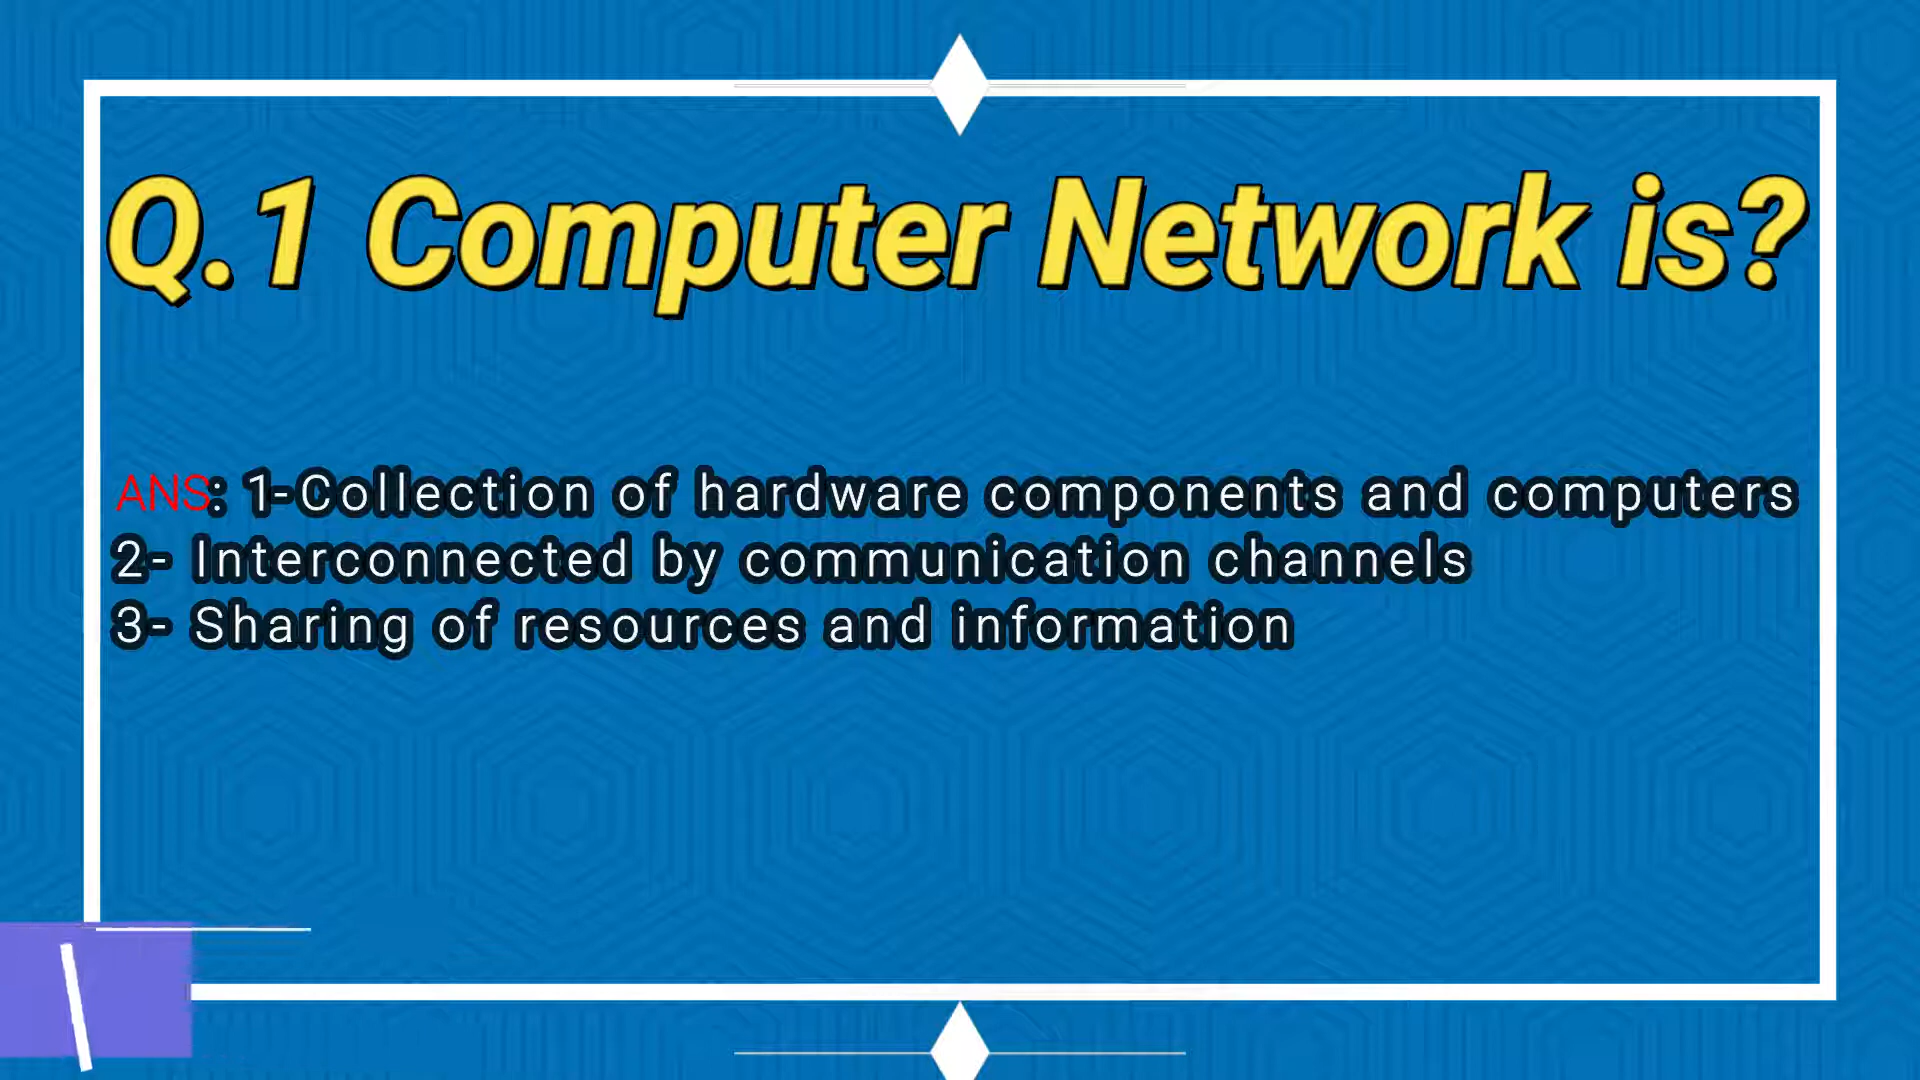 Q.1 Computer Network is?
ANS: 1-Collection of hardware components and computers
2- Interconnected by communication channels
3- Sharing of resources and information